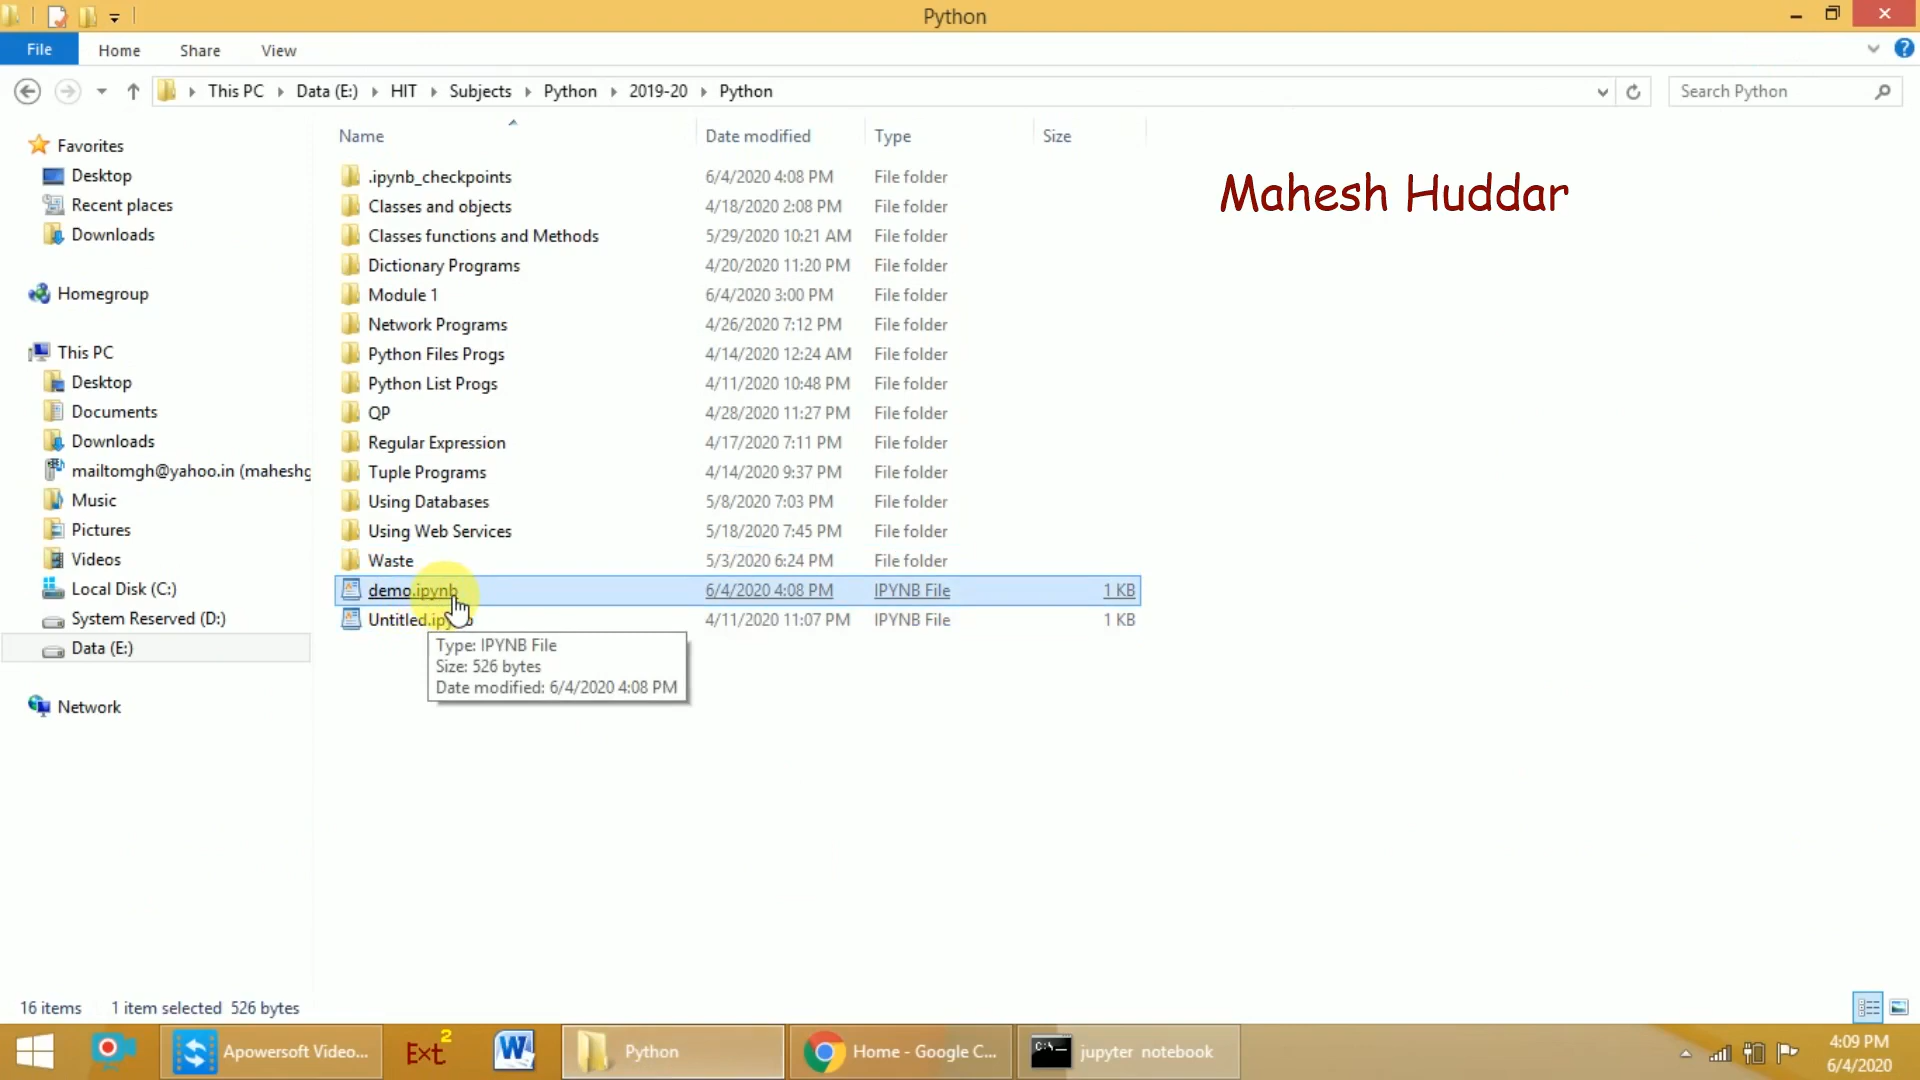 Python
File Home Share View
This PC Data (E:) HIT Subjects Python 2019-20 Python Search Python
Name Date modified Type Size
Favorites
Desktop
Recent places
Downloads
Homegroup
This PC
Desktop
Documents
Downloads
mailtomgh@yahoo.in (maheshg
Music
Pictures
Videos
Local Disk (C:)
System Reserved (D:)
Data (E:)
Network
.ipynb_checkpoints 6/4/2020 4:08 PM File folder
Classes and objects 4/18/2020 2:08 PM File folder
Classes functions and Methods 5/29/2020 10:21 AM File folder
Dictionary Programs 4/20/2020 11:20 PM File folder
Module 1 6/4/2020 3:00 PM File folder
Network Programs 4/26/2020 7:12 PM File folder
Python Files Progs 4/14/2020 12:24 AM File folder
Python List Progs 4/11/2020 10:48 PM File folder
QP 4/28/2020 11:27 PM File folder
Regular Expression 4/17/2020 7:11 PM File folder
Tuple Programs 4/14/2020 9:37 PM File folder
Using Databases 5/8/2020 7:03 PM File folder
Using Web Services 5/18/2020 7:45 PM File folder
Waste 5/3/2020 6:24 PM File folder
demo.ipynb 6/4/2020 4:08 PM IPYNB File 1 KB
Untitled.ipynb 4/11/2020 11:07 PM IPYNB File 1 KB
Type: IPYNB File
Size: 526 bytes
Date modified: 6/4/2020 4:08 PM
Mahesh Huddar
16 items 1 item selected 526 bytes
Apowersoft Video... Ext2 Python Home - Google C... jupyter notebook
4:09 PM
6/4/2020